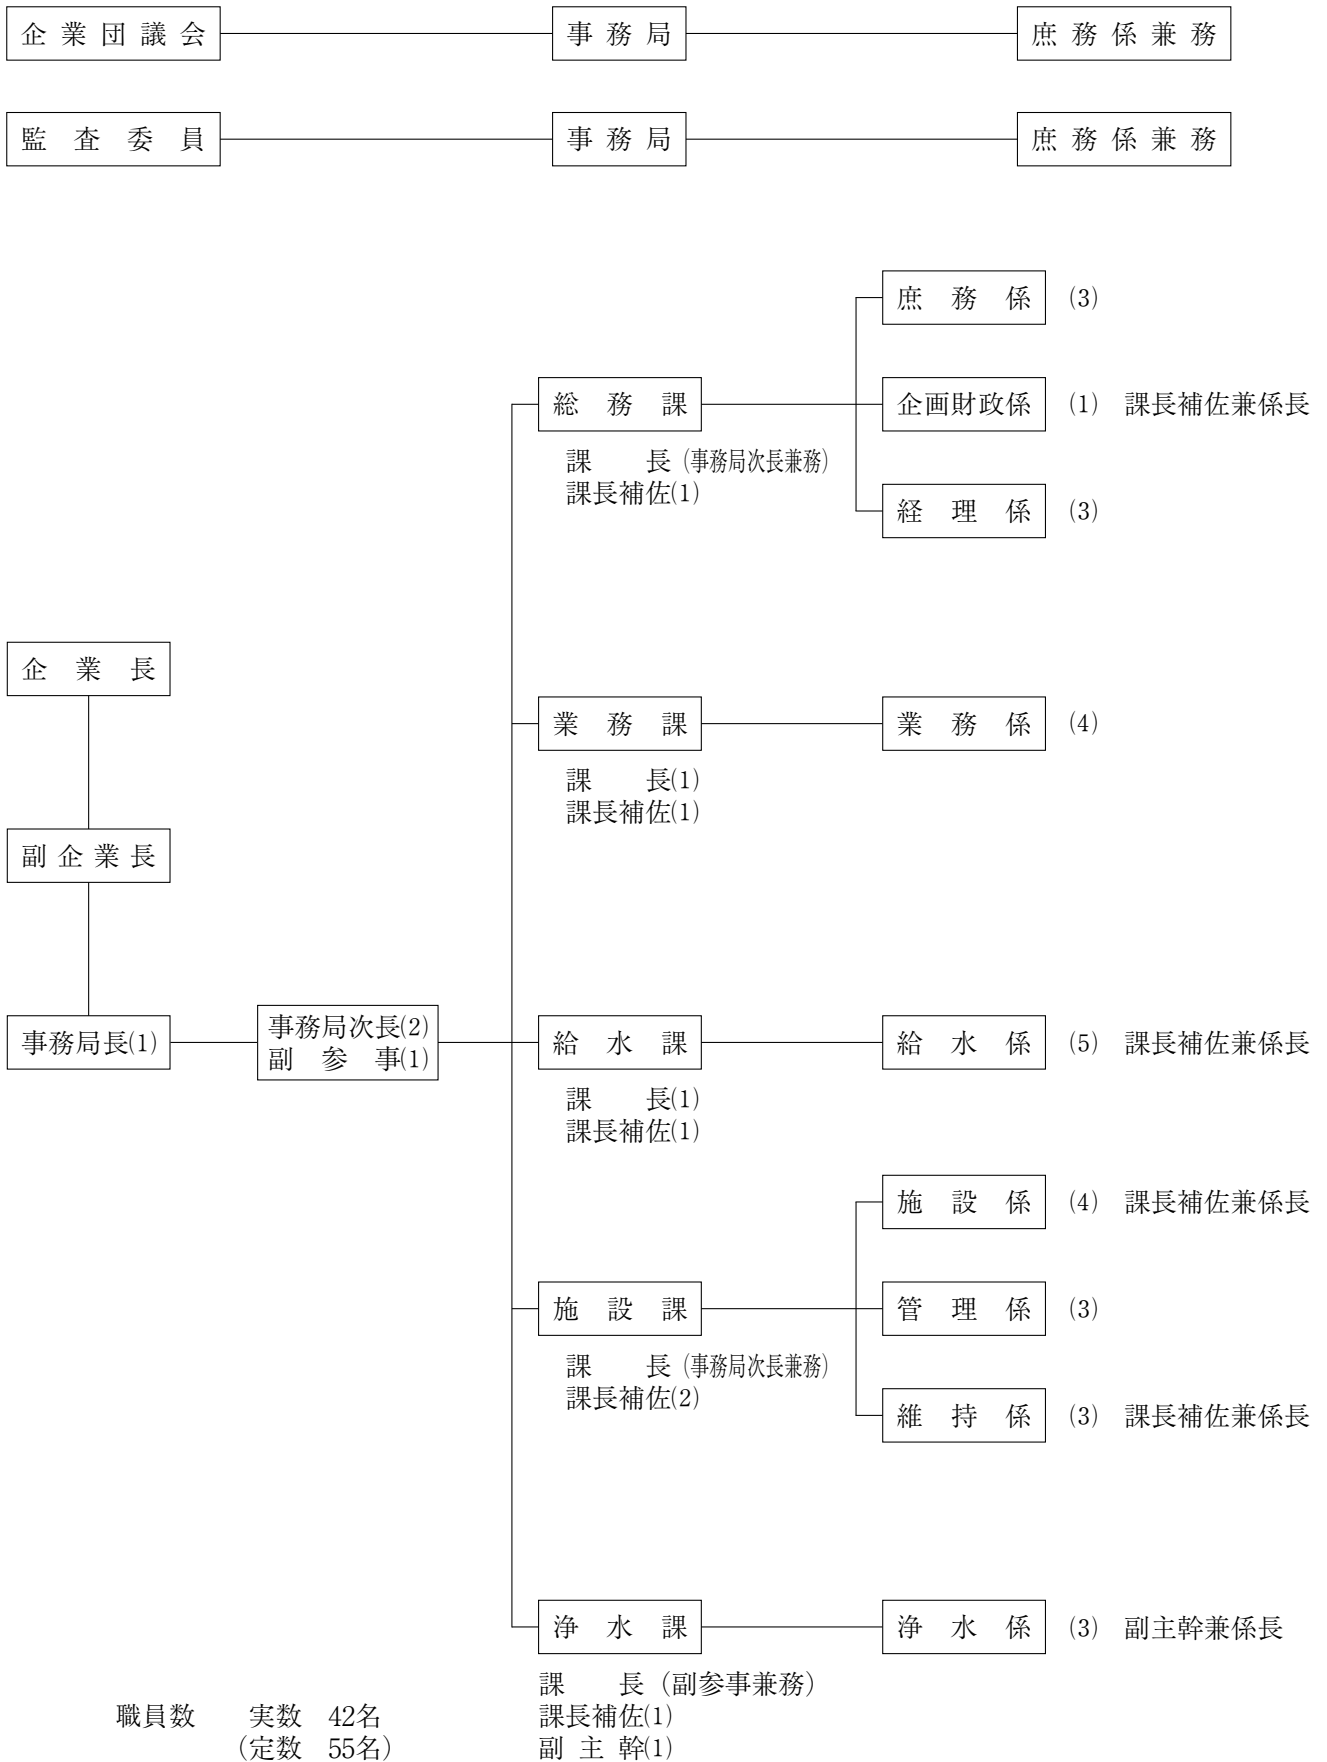 企業団議会 事務局 庶務係兼務
監査委員 事務局 庶務係兼務
庶務係 (3)
総務課 企画財政係 (1) 課長補佐兼係長
課長(事務局次長兼務)
課長補佐(1)
経理係 (3)
企業長
業務課 業務係 (4)
課長(1)
課長補佐(1)
副企業長
事務局長(1) 事務局次長(2)
副参事(1)
給水課 給水係 (5) 課長補佐兼係長
課長(1)
課長補佐(1)
施設係 (4) 課長補佐兼係長
施設課 管理係 (3)
課長(事務局次長兼務)
課長補佐(2)
維持係 (3) 課長補佐兼係長
浄水課 浄水係 (3) 副主幹兼係長
課長(副参事兼務)
課長補佐(1)
副主幹(1)
職員数 実数 42名
(定数 55名)